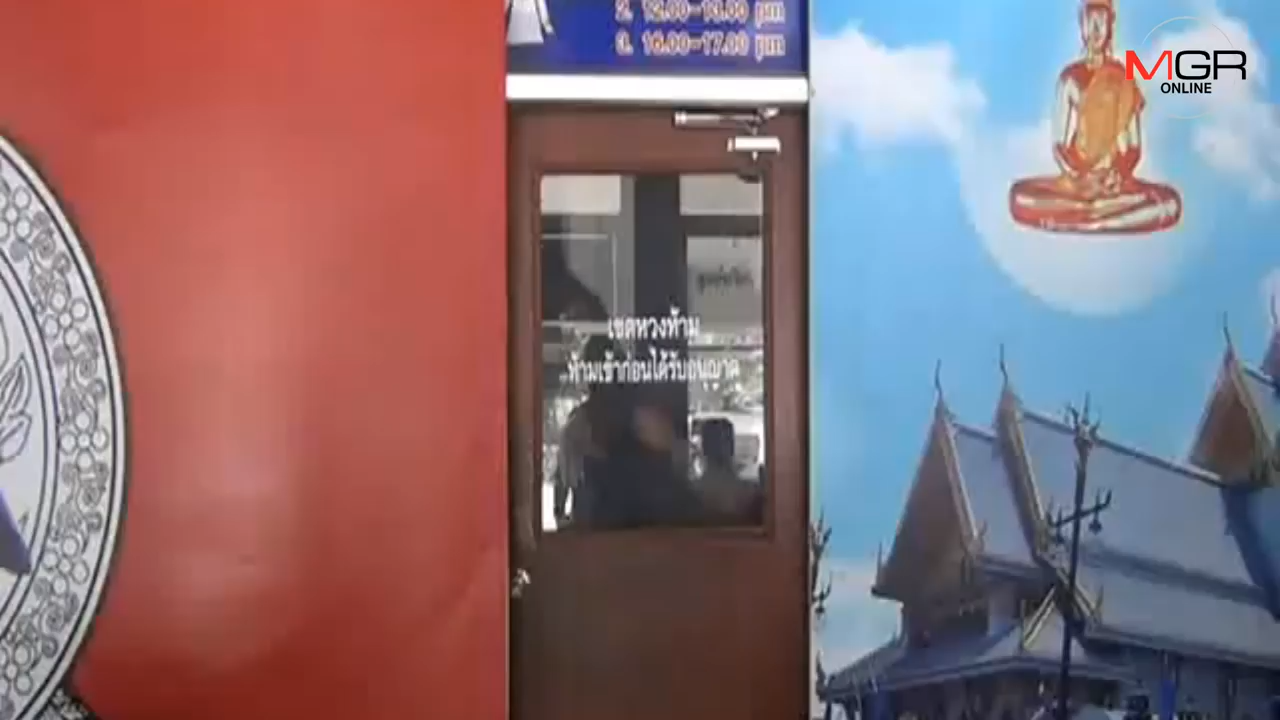 2. 12.00-13.00 pm
3. 16.00-17.00 pm
MGR
ONLINE
เขตหวงห้าม
ห้ามเข้าก่อนได้รับอนุญาต